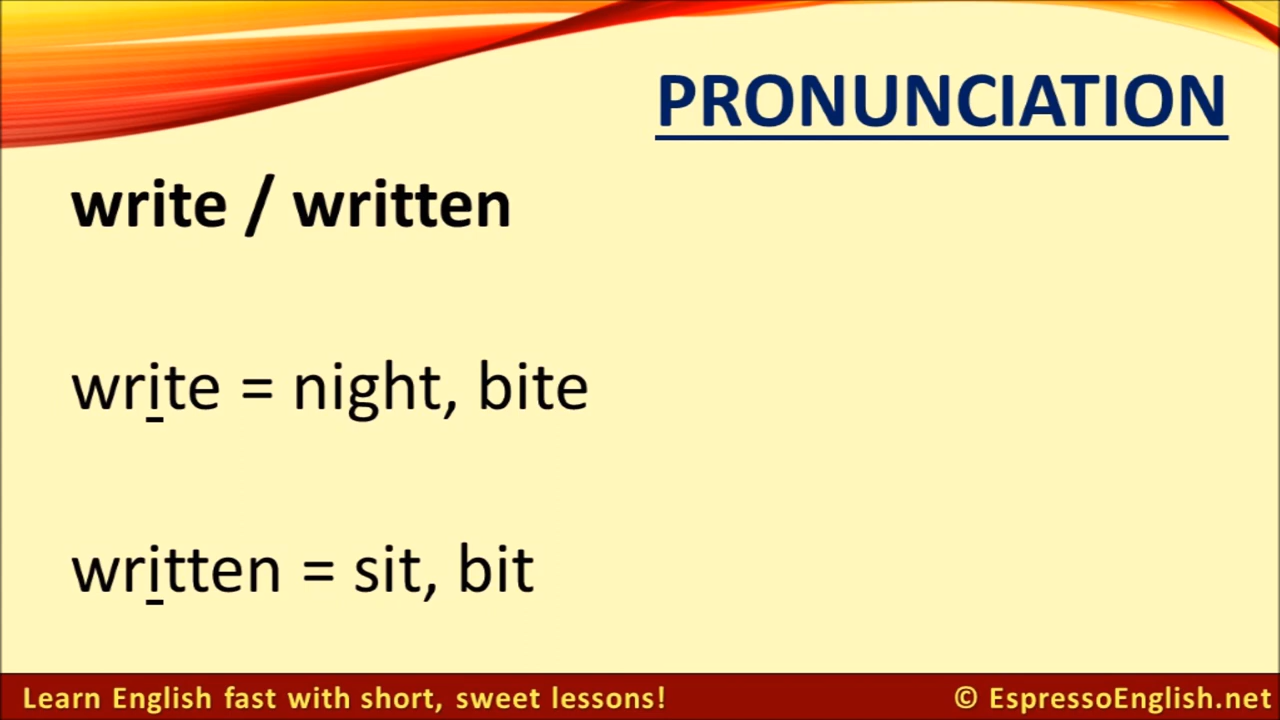 PRONUNCIATION
write / written
write = night, bite
written = sit, bit
Learn English fast with short, sweet lessons!
© EspressoEnglish.net